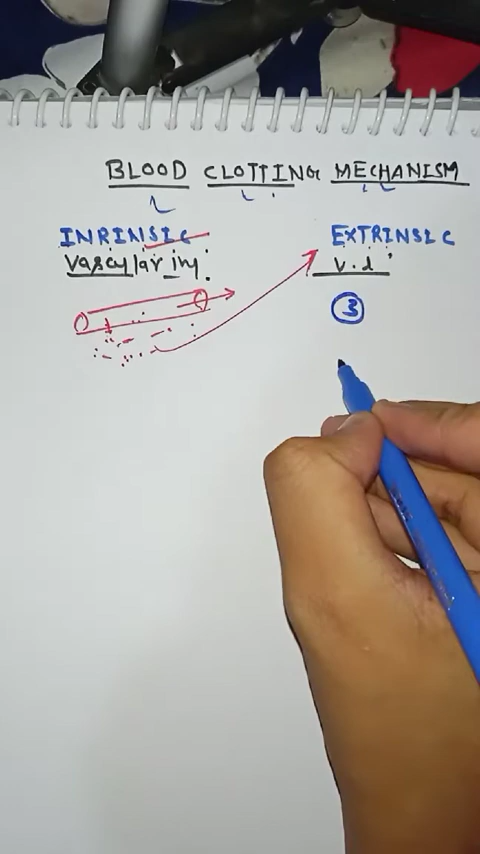 BLOOD CLOTTING MECHANISM
INRINSIC
Vascular inj.
EXTRINSIC
V.d
3